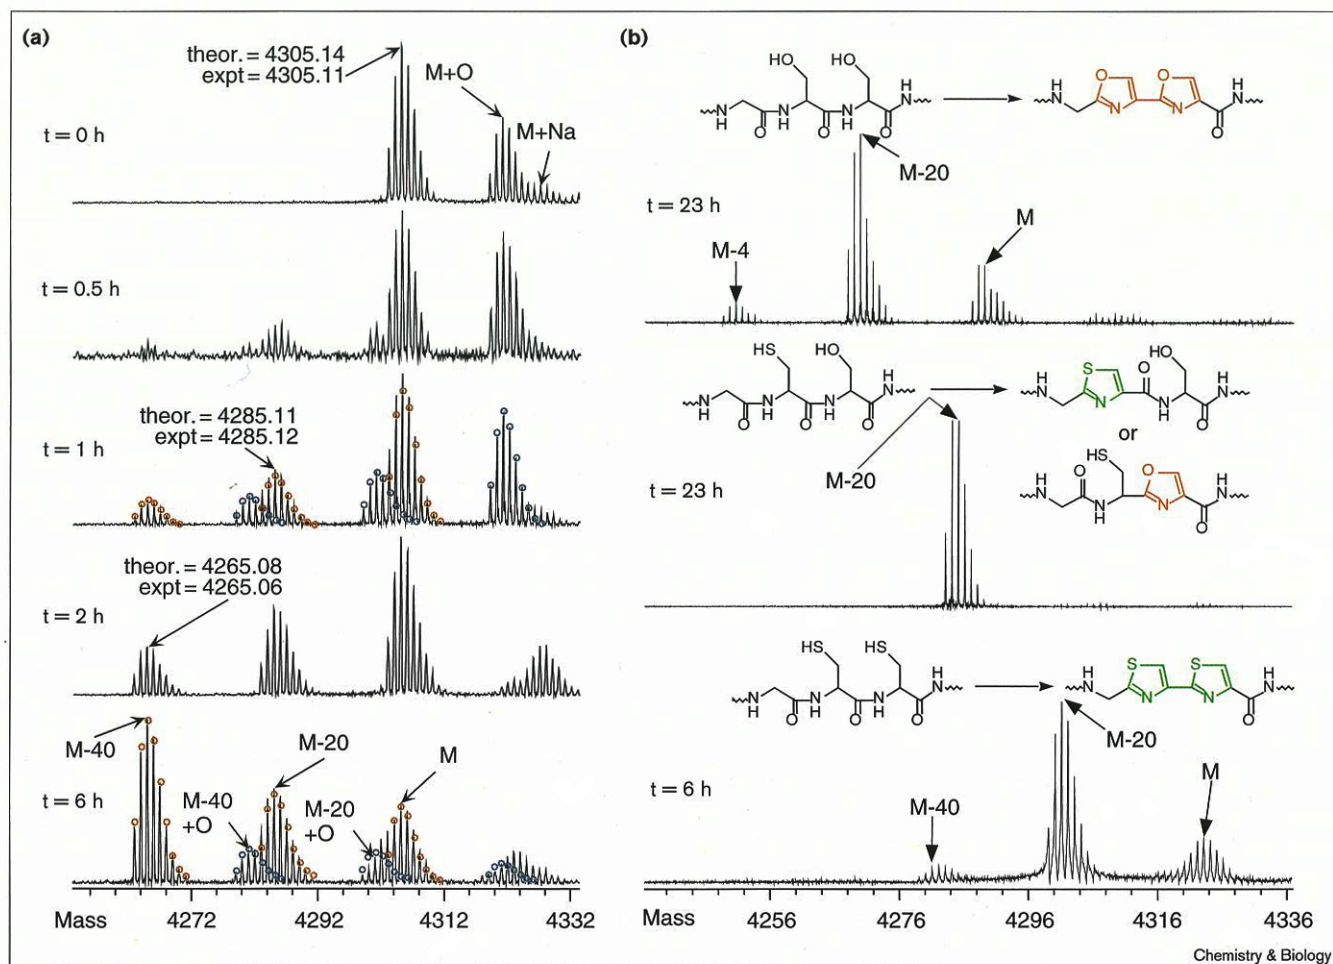 (a)
theor. = 4305.14
expt = 4305.11
M+O
M+Na
t = 0 h
t = 0.5 h
theor. = 4285.11
expt = 4285.12
t = 1 h
theor. = 4265.08
expt = 4265.06
t = 2 h
M-40
M-20
M
M-40
+O
M-20
+O
t = 6 h
Mass 4272 4292 4312 4332
(b)
HO HO
N
H
O
H
N
O
N
H
O
H
N
O O
N N
N
H
O
H
N
M-20
t = 23 h
M-4
M
HS HO
N
H
O
N
H
O
N
H
O
H
N
S
N
O
HO
N
H
N
H
O
H
N
or
M-20
t = 23 h
HS
O
O
N
N
H
N
H
O
H
N
HS HS
N
H
O
H
N
O
N
H
O
H
N
S S
N N
N
H
O
H
N
M-20
t = 6 h
M-40
M
4256 4276 4296 4316 4336
Chemistry & Biology